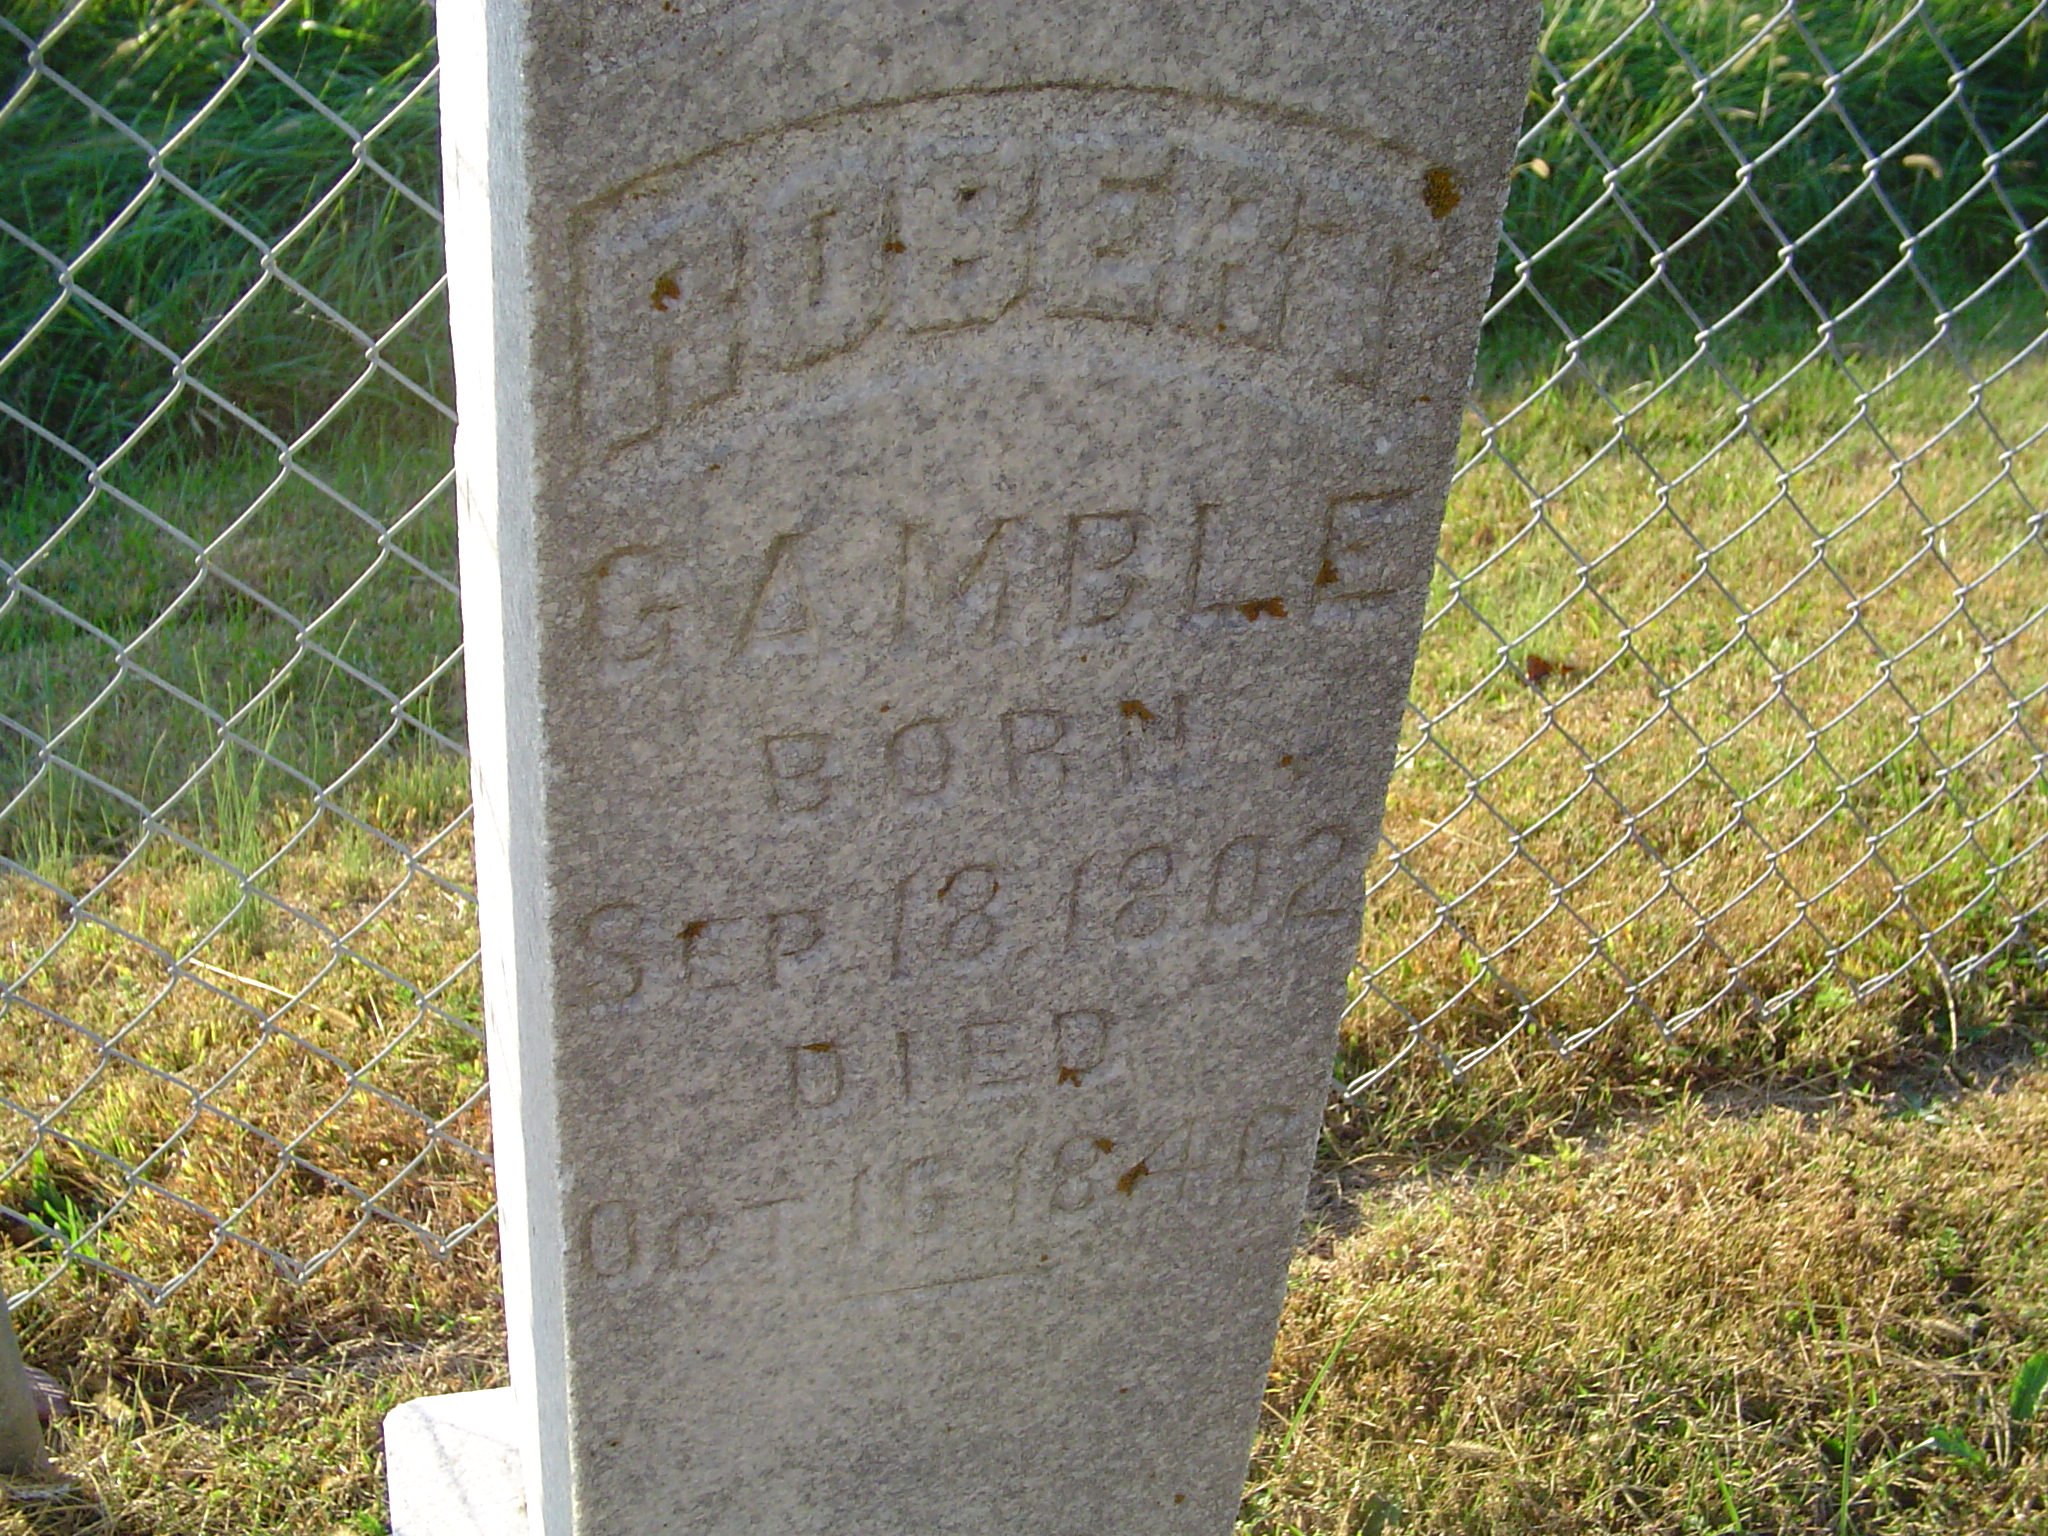 ROBERT
GAMBLE
BORN
SEP 18, 1802
DIED
OCT 16 1846